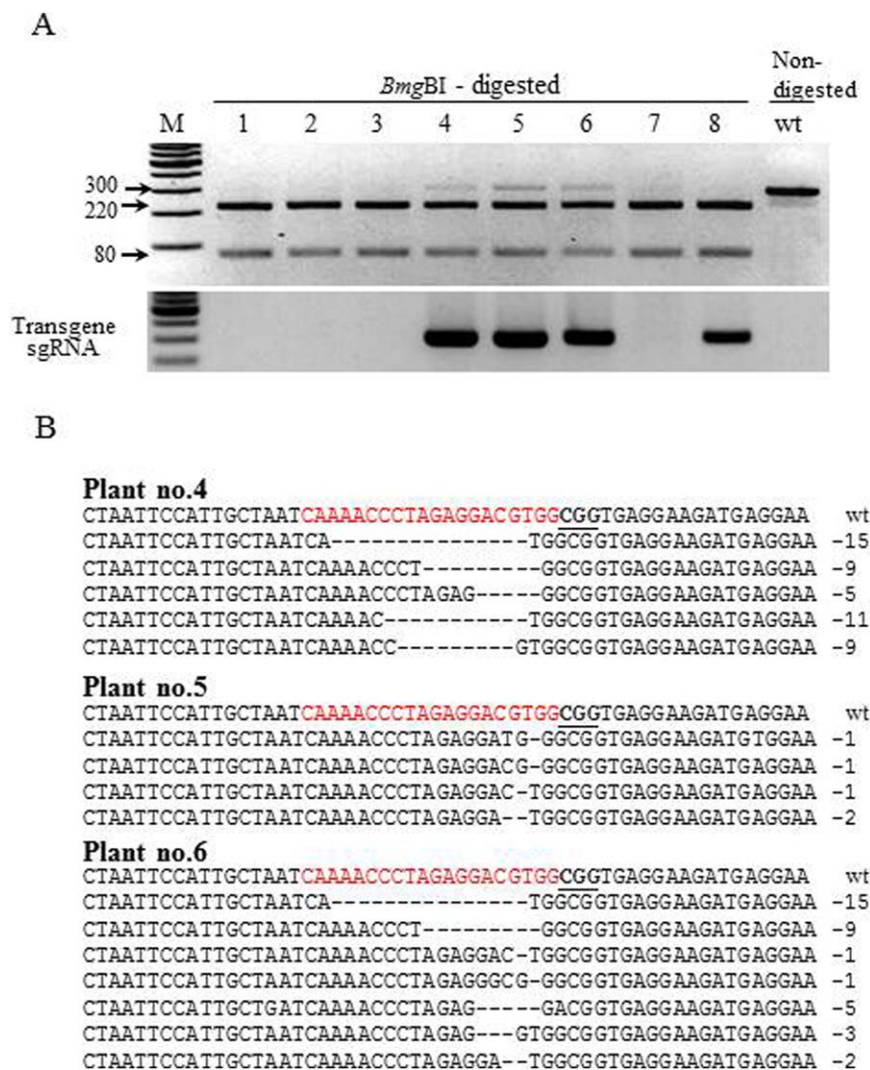 A
BmgBI - digested
Non-digested
M 1 2 3 4 5 6 7 8 wt
300
220
80
Transgene sgRNA
B
Plant no.4
CTAATTCCATTGCTAATCAAAACCCTAGAGGACGTGGCGGTGAGGAAGATGAGGAA wt
CTAATTCCATTGCTAATCA---------------TGGCGGTGAGGAAGATGAGGAA -15
CTAATTCCATTGCTAATCAAAACCCT---------GGCGGTGAGGAAGATGAGGAA -9
CTAATTCCATTGCTAATCAAAACCCTAGAG-----GGCGGTGAGGAAGATGAGGAA -5
CTAATTCCATTGCTAATCAAAAC-----------TGGCGGTGAGGAAGATGAGGAA -11
CTAATTCCATTGCTAATCAAAACC---------GTGGCGGTGAGGAAGATGAGGAA -9
Plant no.5
CTAATTCCATTGCTAATCAAAACCCTAGAGGACGTGGCGGTGAGGAAGATGAGGAA wt
CTAATTCCATTGCTAATCAAAACCCTAGAGGATG-GGCGGTGAGGAAGATGTGGAA -1
CTAATTCCATTGCTAATCAAAACCCTAGAGGACG-GGCGGTGAGGAAGATGAGGAA -1
CTAATTCCATTGCTAATCAAAACCCTAGAGGAC-TGGCGGTGAGGAAGATGAGGAA -1
CTAATTCCATTGCTAATCAAAACCCTAGAGGA--TGGCGGTGAGGAAGATGAGGAA -2
Plant no.6
CTAATTCCATTGCTAATCAAAACCCTAGAGGACGTGGCGGTGAGGAAGATGAGGAA wt
CTAATTCCATTGCTAATCA---------------TGGCGGTGAGGAAGATGAGGAA -15
CTAATTCCATTGCTAATCAAAACCCT---------GGCGGTGAGGAAGATGAGGAA -9
CTAATTCCATTGCTAATCAAAACCCTAGAGGAC-TGGCGGTGAGGAAGATGAGGAA -1
CTAATTCCATTGCTAATCAAAACCCTAGAGGGCG-GGCGGTGAGGAAGATGAGGAA -1
CTAATTCCATTGCTGATCAAAACCCTAGAG-----GACGGTGAGGAAGATGAGGAA -5
CTAATTCCATTGCTAATCAAAACCCTAGAG---GTGGCGGTGAGGAAGATGAGGAA -3
CTAATTCCATTGCTAATCAAAACCCTAGAGGA--TGGCGGTGAGGAAGATGAGGAA -2